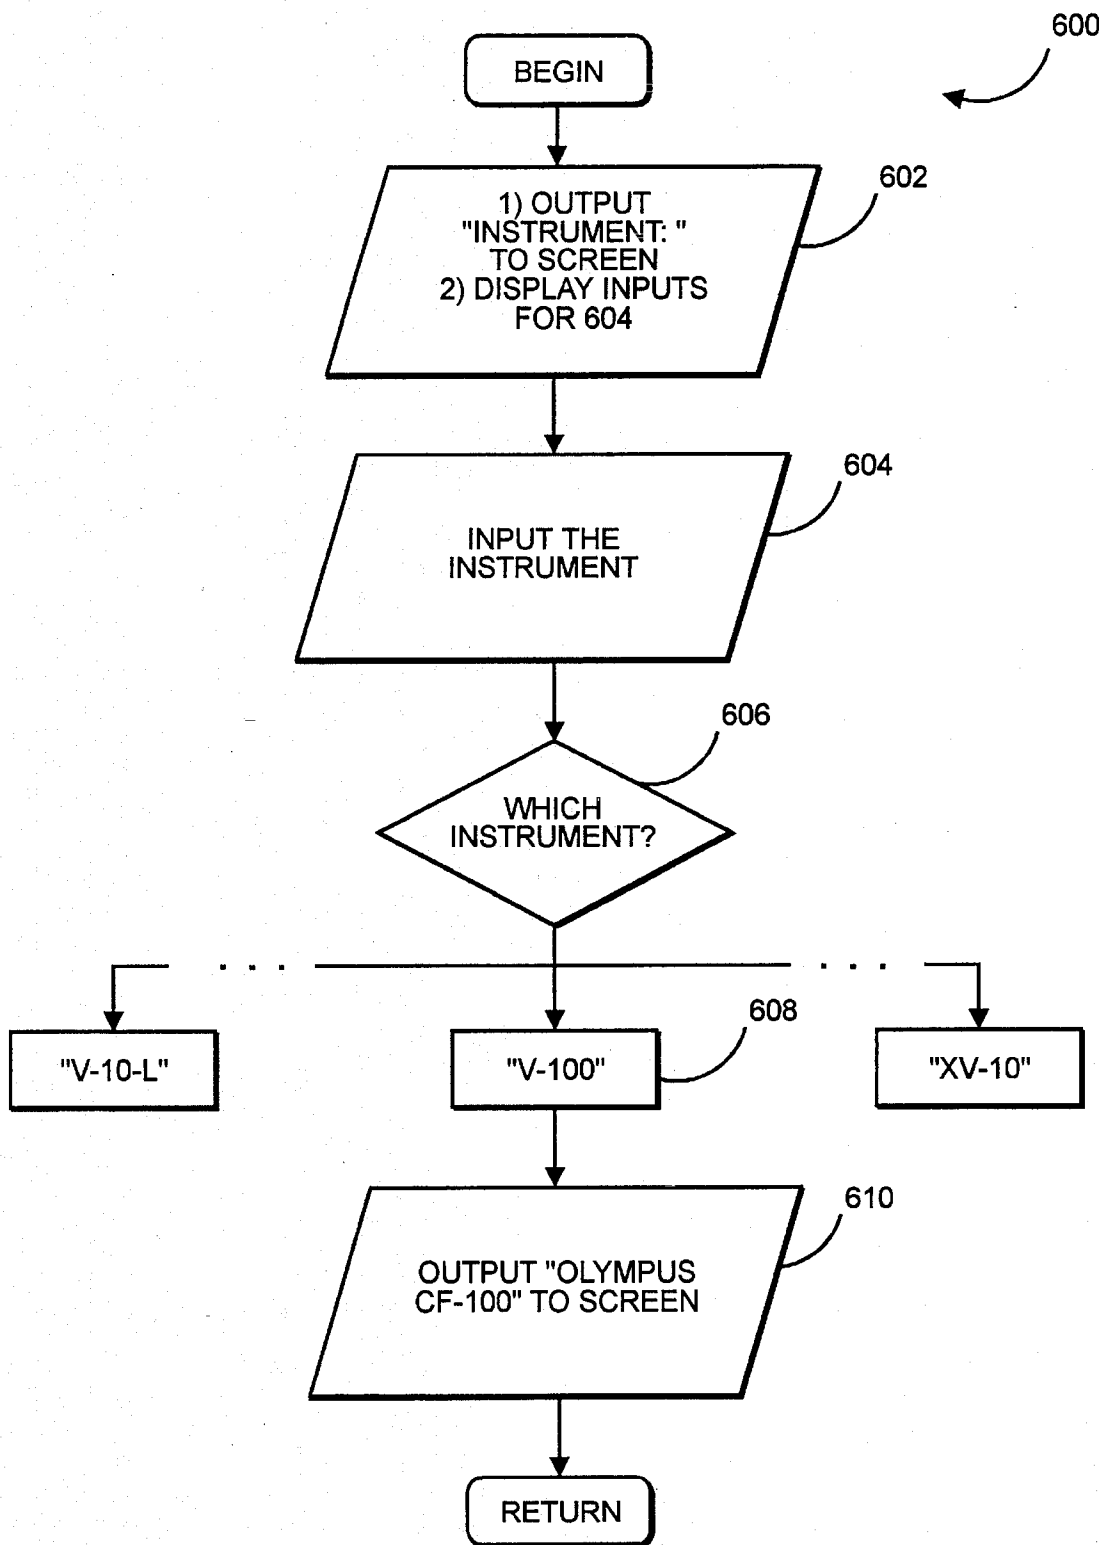 600
BEGIN
602
1) OUTPUT
"INSTRUMENT: "
TO SCREEN
2) DISPLAY INPUTS
FOR 604
604
INPUT THE
INSTRUMENT
606
WHICH
INSTRUMENT?
. . .
. . .
608
"V-10-L"
"V-100"
"XV-10"
610
OUTPUT "OLYMPUS
CF-100" TO SCREEN
RETURN